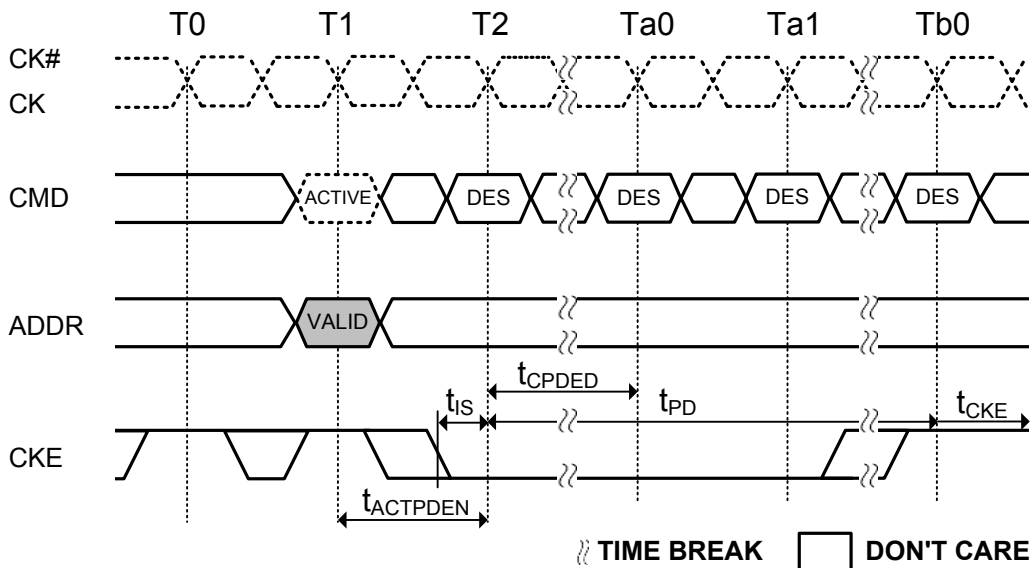 T0 T1 T2 Ta0 Ta1 Tb0
CK#
CK
CMD ACTIVE DES DES DES DES
ADDR VALID
tCPDED
tIS tPD tCKE
CKE
tACTPDEN
TIME BREAK DON'T CARE